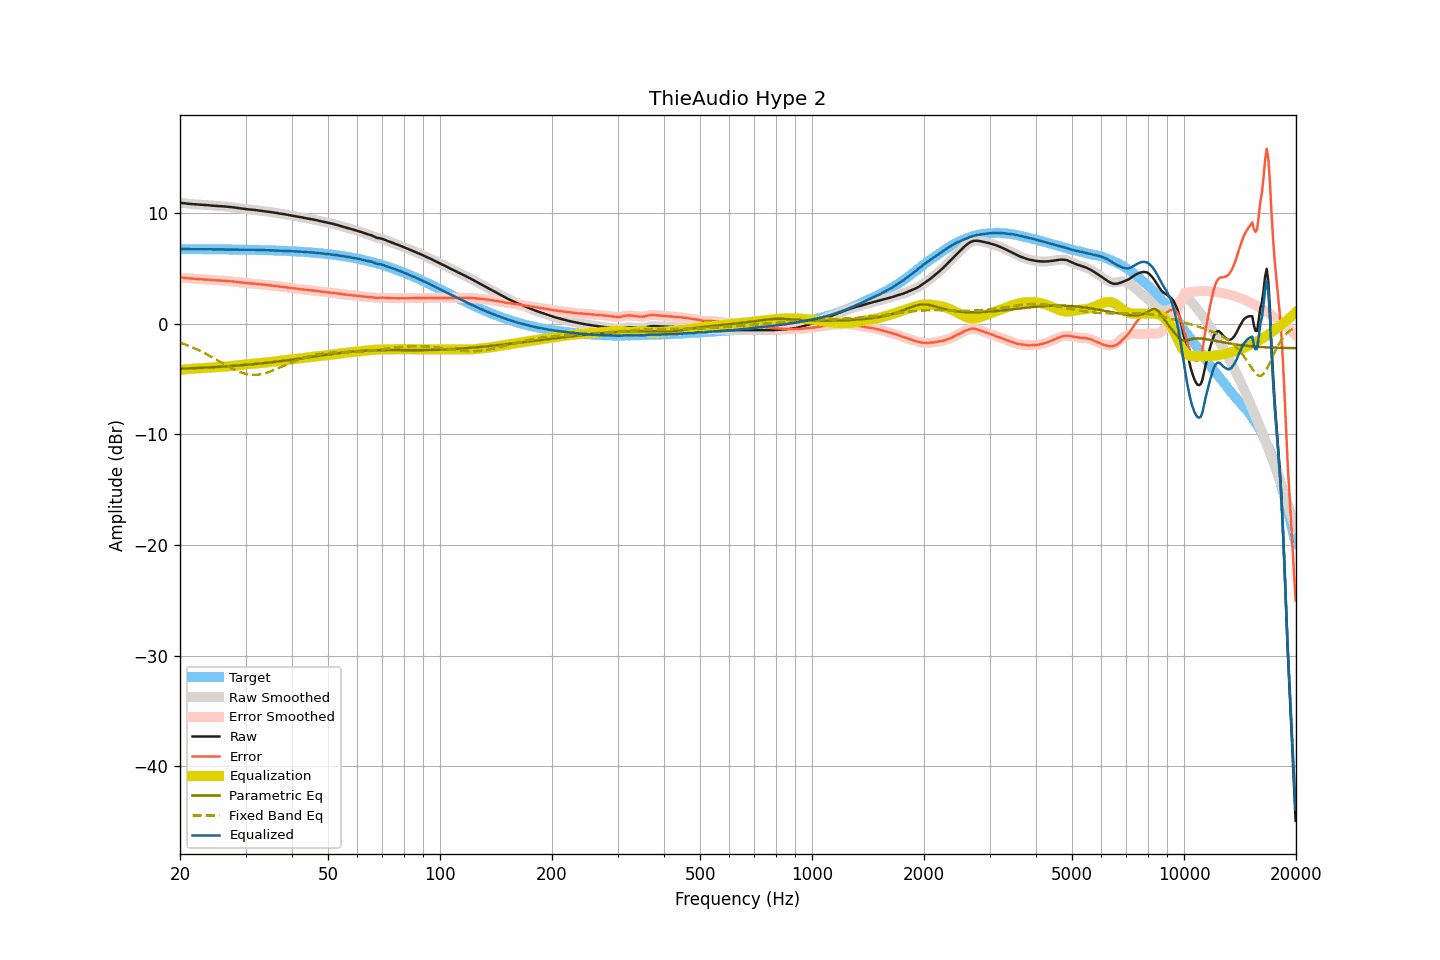 ThieAudio Hype 2
Amplitude (dBr)
10
0
−10
−20
−30
−40
Target
Raw Smoothed
Error Smoothed
Raw
Error
Equalization
Parametric Eq
Fixed Band Eq
Equalized
20 50 100 200 500 1000 2000 5000 10000 20000
Frequency (Hz)